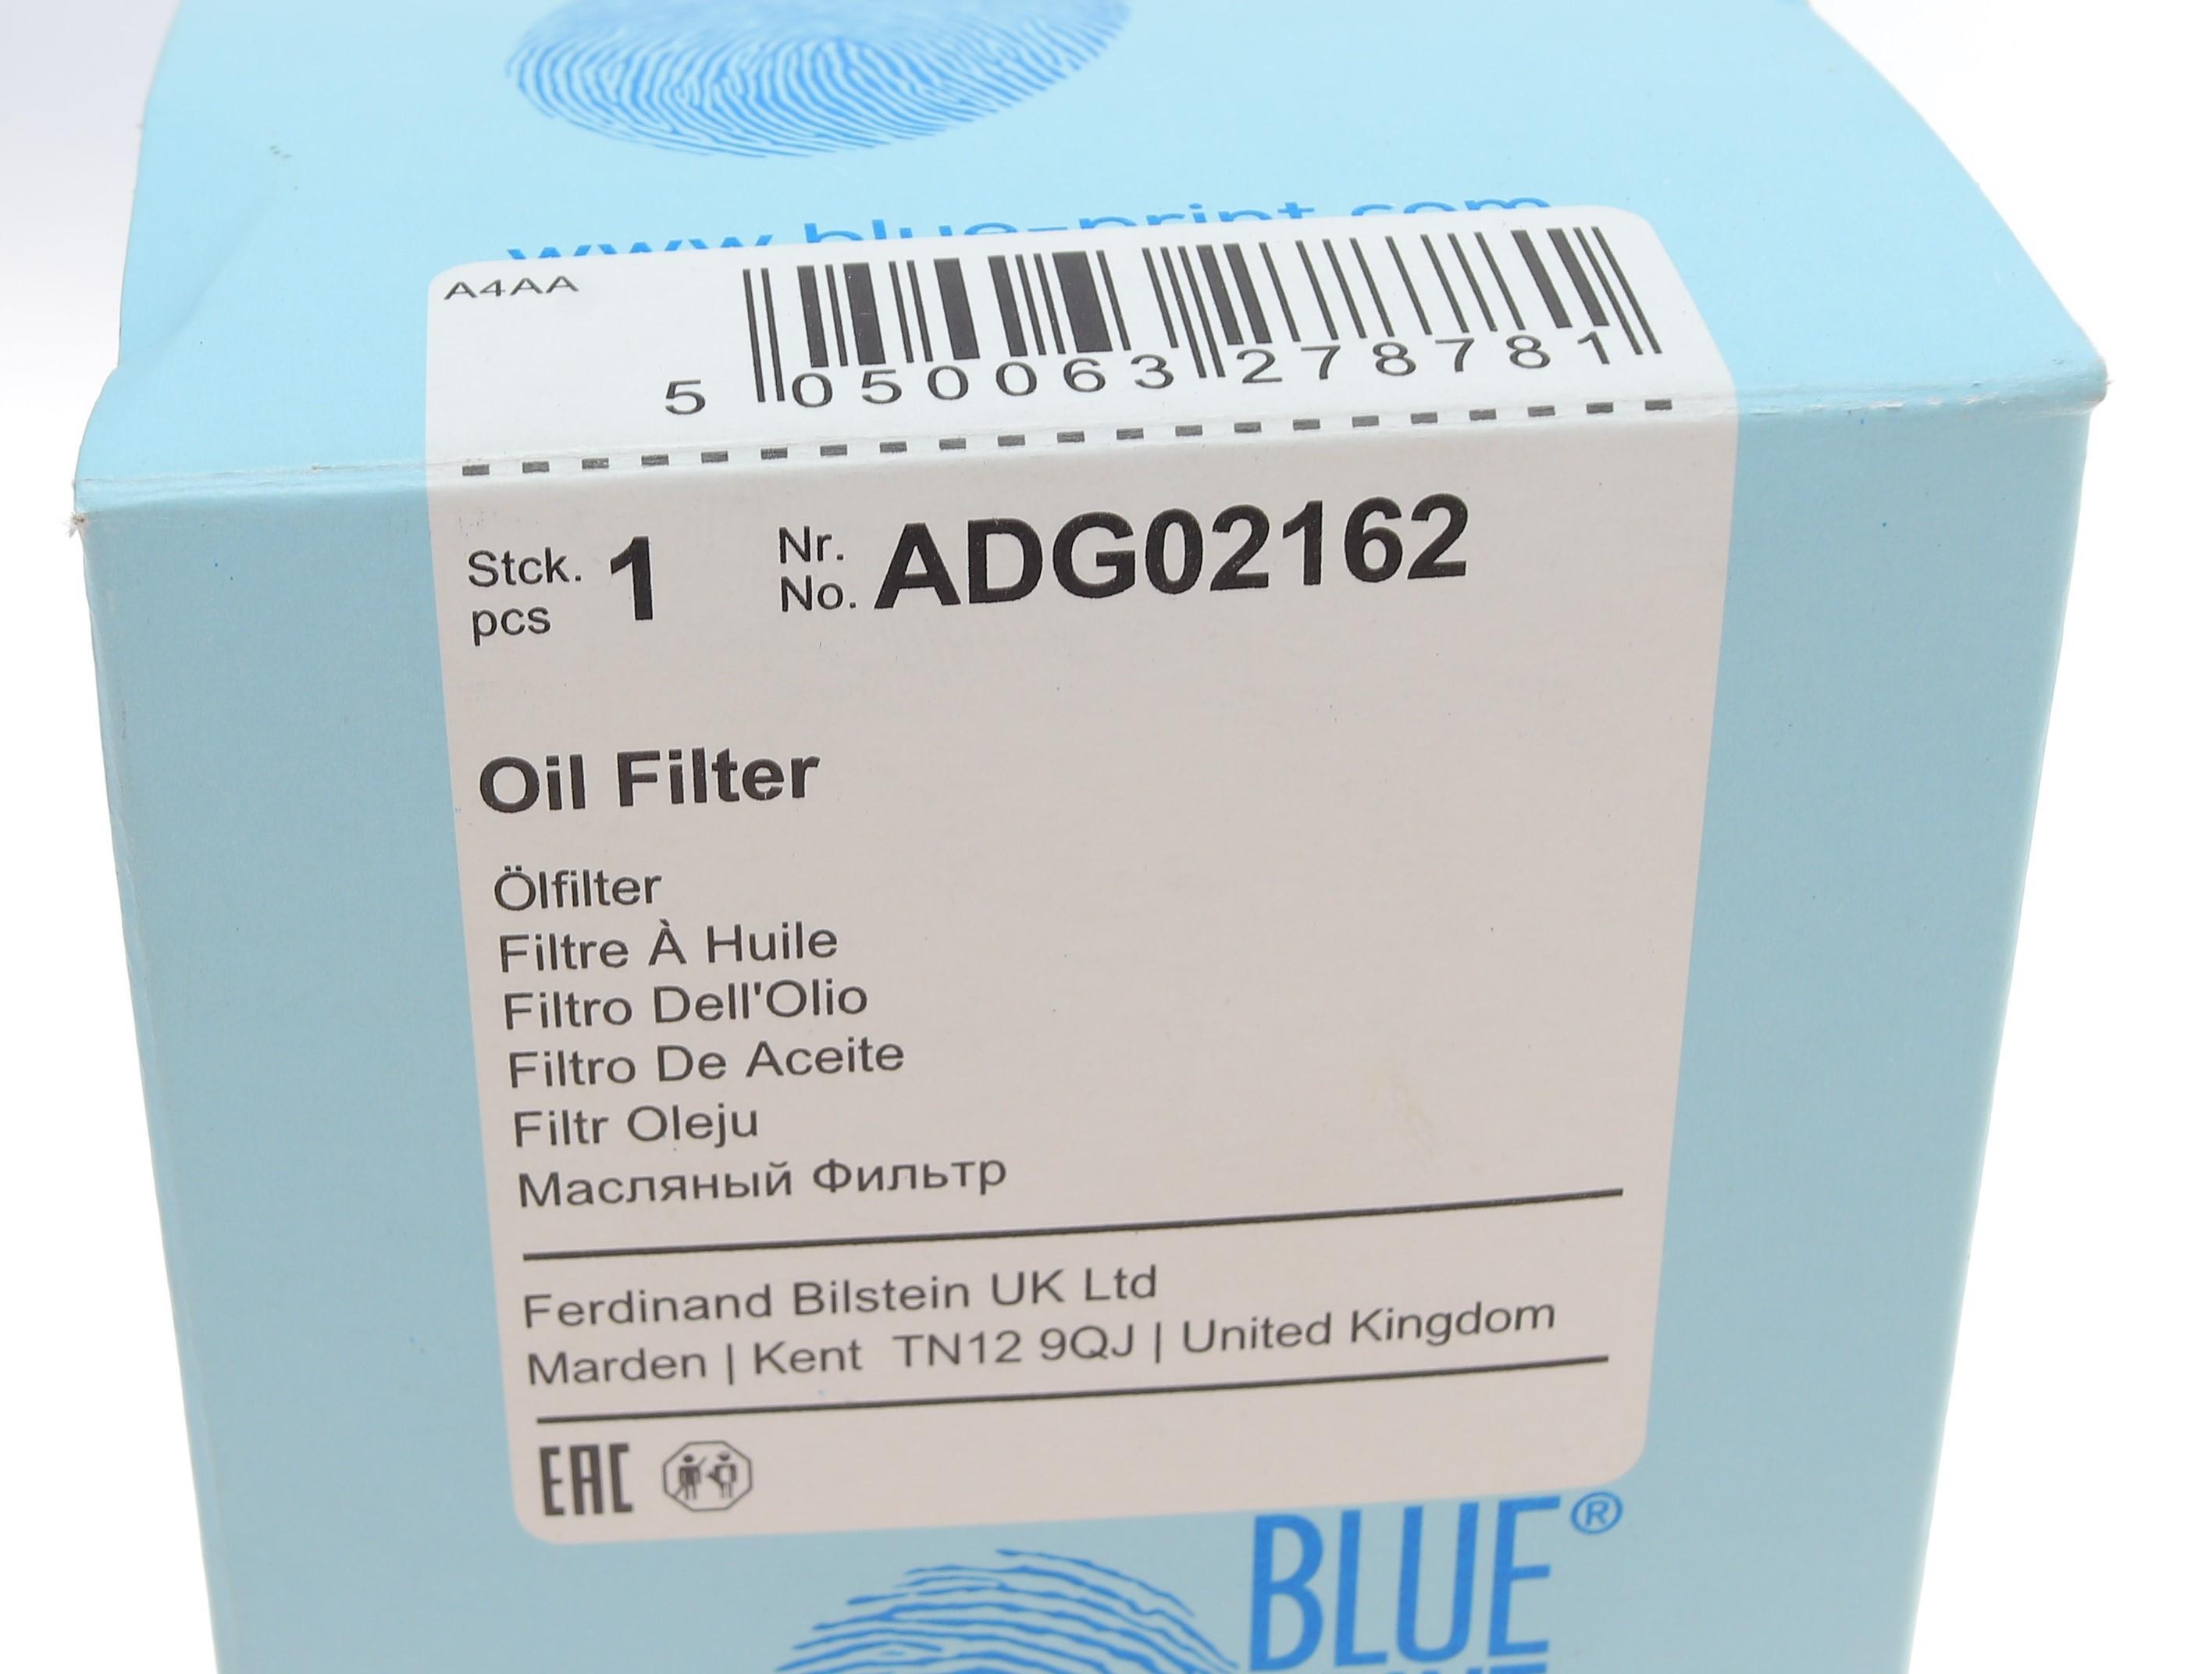 www.blue-print.com
A4AA
5 050063 278781
Stck. 1 Nr. ADG02162
pcs No.
Oil Filter
Ölfilter
Filtre À Huile
Filtro Dell'Olio
Filtro De Aceite
Filtr Oleju
Масляный Фильтр
Ferdinand Bilstein UK Ltd
Marden | Kent TN12 9QJ | United Kingdom
EAC
BLUE®